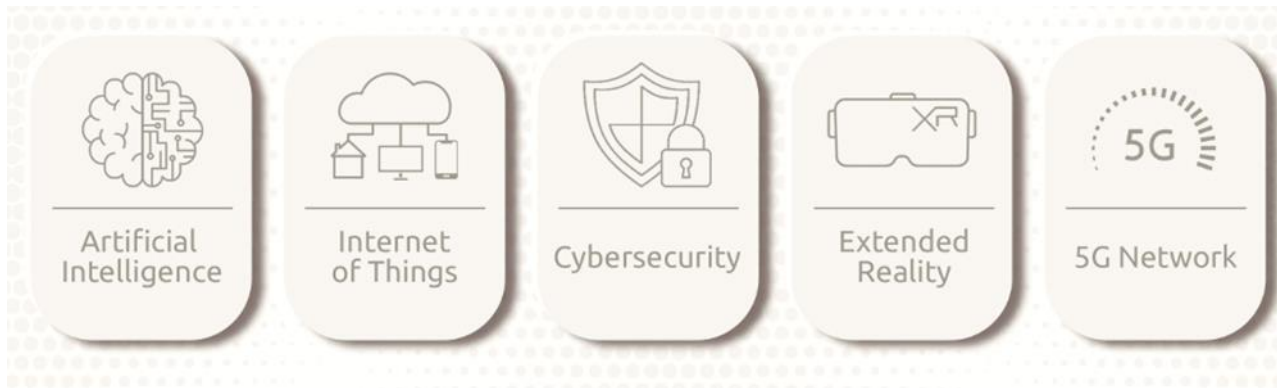 XR
5G
Artificial
Intelligence
Internet
of Things
Cybersecurity
Extended
Reality
5G Network